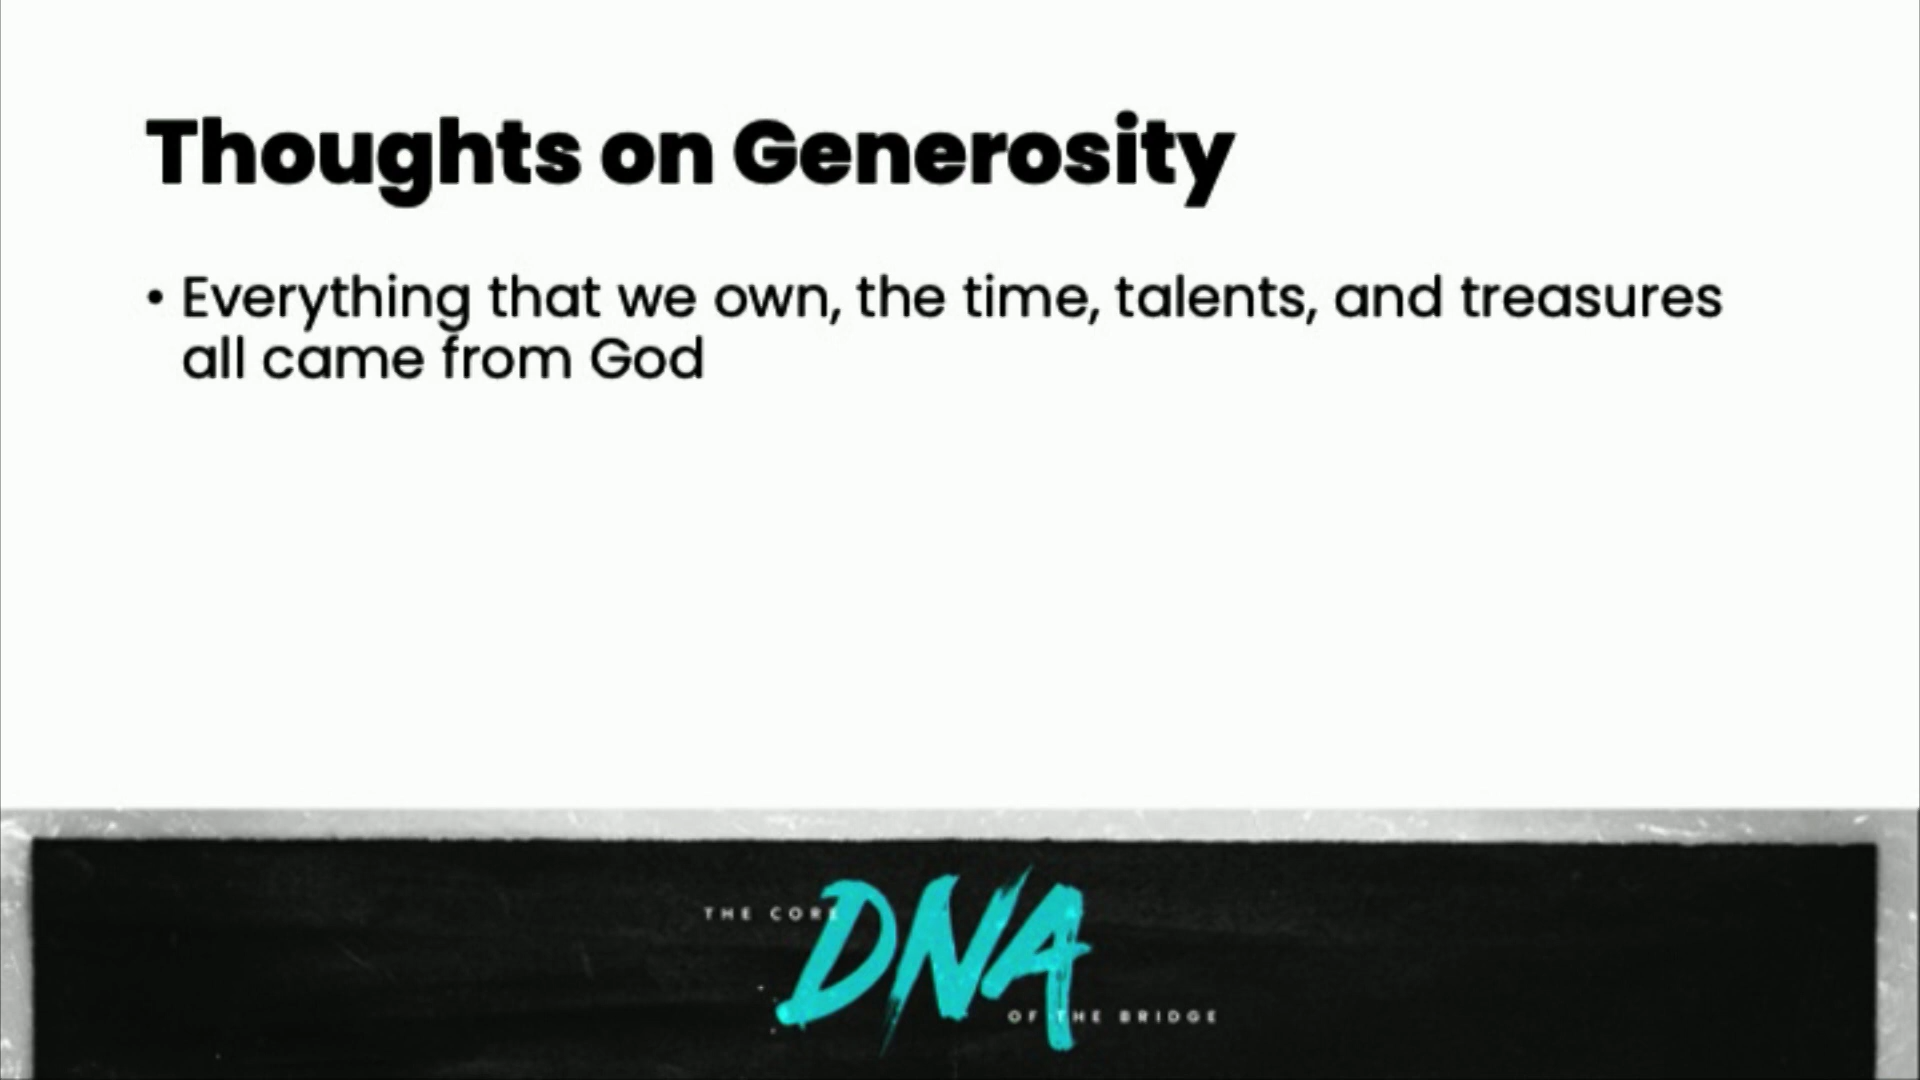 Thoughts on Generosity
• Everything that we own, the time, talents, and treasures
all came from God
THE CORE
DNA
OF THE BRIDGE